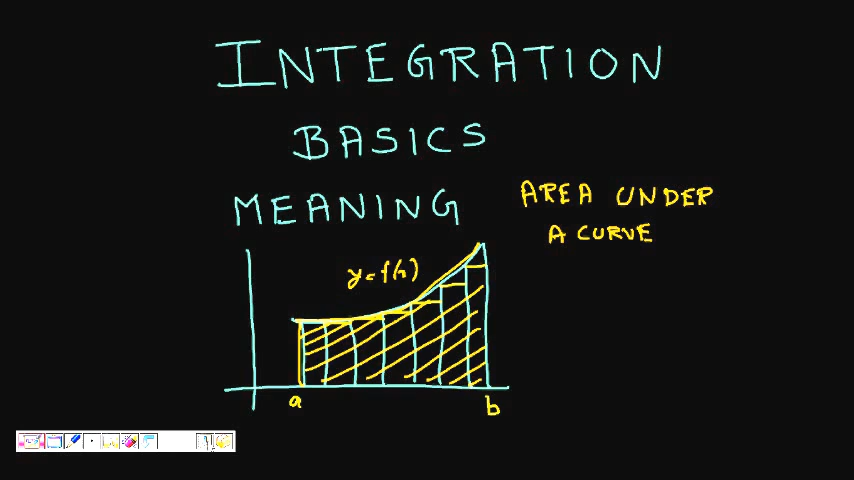 INTEGRATION
BASICS
MEANING
AREA UNDER
A CURVE
y=f(x)
a
b